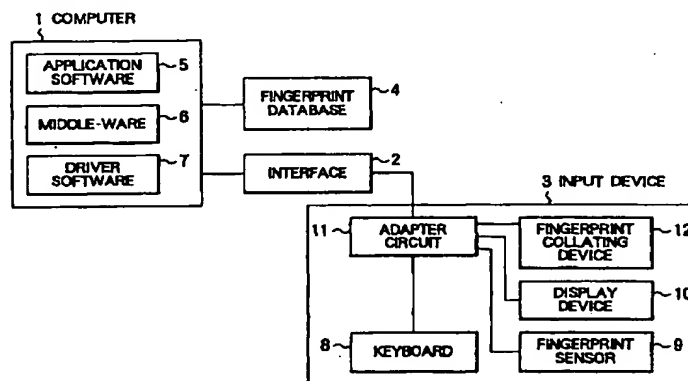 1 COMPUTER
APPLICATION
SOFTWARE
5
MIDDLE-WARE
6
DRIVER
SOFTWARE
7
FINGERPRINT
DATABASE
4
INTERFACE
2
3 INPUT DEVICE
11
ADAPTER
CIRCUIT
FINGERPRINT
COLLATING
DEVICE
12
DISPLAY
DEVICE
10
8
KEYBOARD
FINGERPRINT
SENSOR
9